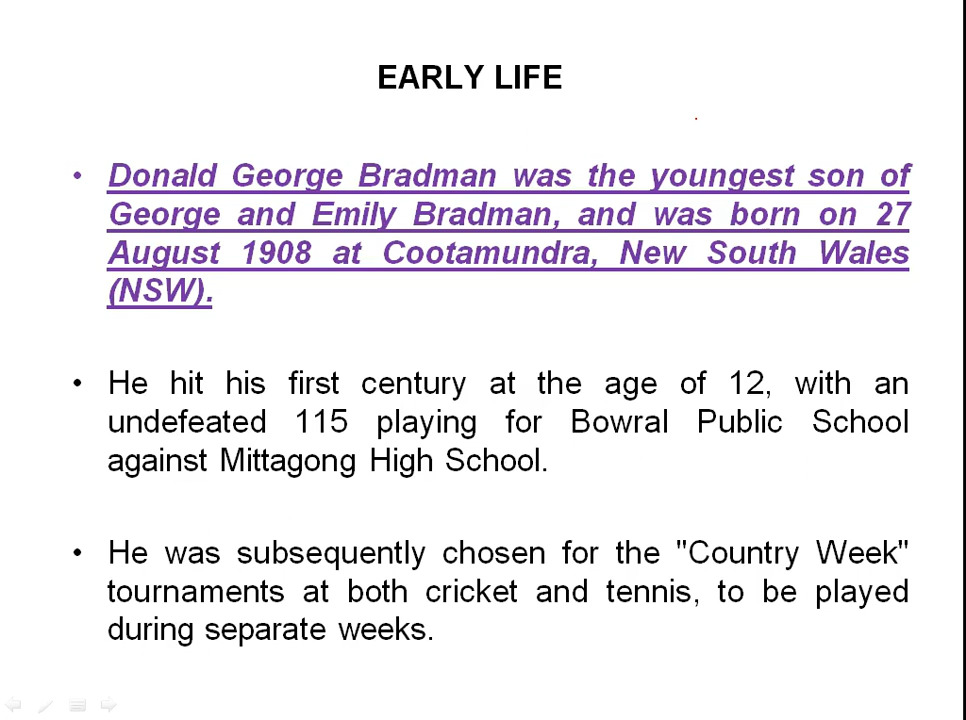 EARLY LIFE
• Donald George Bradman was the youngest son of
George and Emily Bradman, and was born on 27
August 1908 at Cootamundra, New South Wales
(NSW).
• He hit his first century at the age of 12, with an
undefeated 115 playing for Bowral Public School
against Mittagong High School.
• He was subsequently chosen for the "Country Week"
tournaments at both cricket and tennis, to be played
during separate weeks.